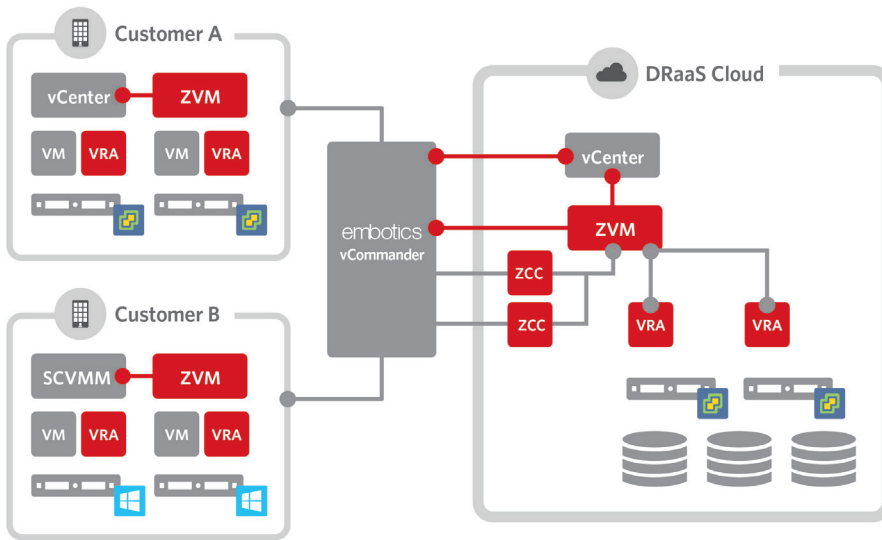 Customer A
vCenter
ZVM
VM
VRA
VM
VRA
Customer B
SCVMM
ZVM
VM
VRA
VM
VRA
embotics
vCommander
DRaaS Cloud
vCenter
ZVM
ZCC
ZCC
VRA
VRA